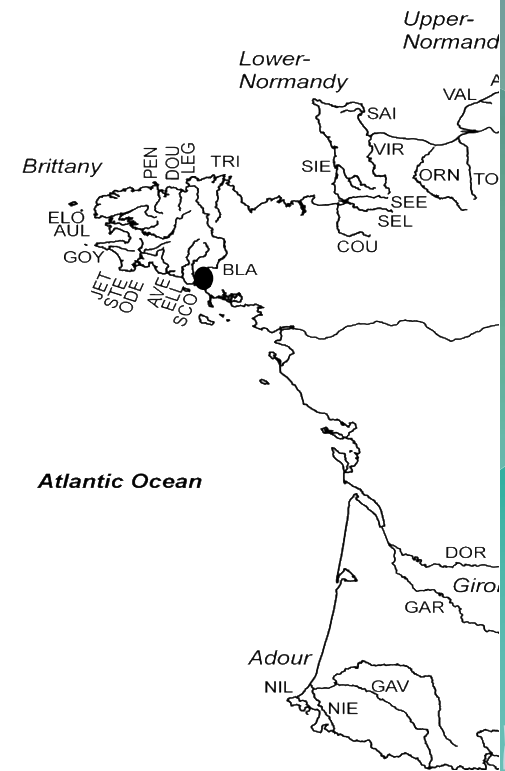 Upper-
Normand
Lower-
Normandy
VAL
A
SAI
VIR
Brittany
PEN
DOU
LEG
TRI
SIE
ORN
TO
SEE
SEL
COU
ELO
AUL
GOY
BLA
JET
STE
ODE
AVE
ELL
SCO
Atlantic Ocean
DOR
Giro
GAR
Adour
NIL
GAV
NIE